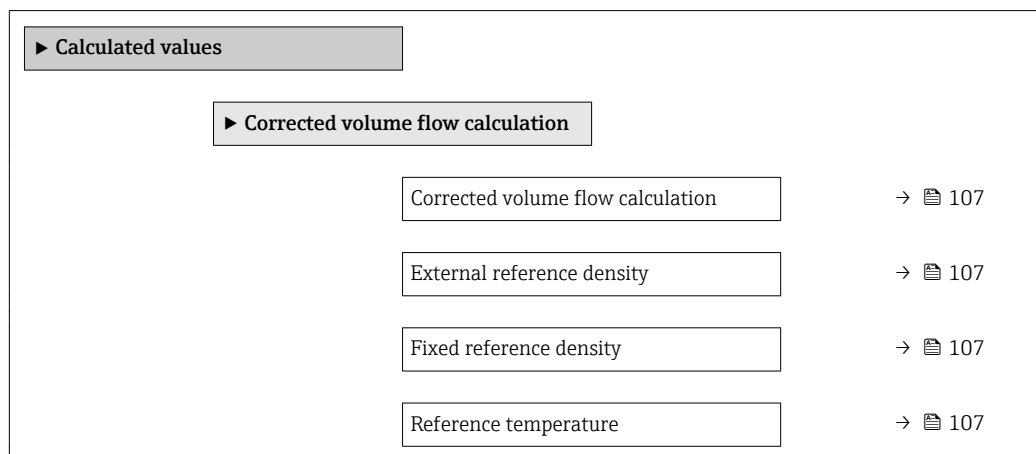 ▶ Calculated values
▶ Corrected volume flow calculation
Corrected volume flow calculation → 107
External reference density → 107
Fixed reference density → 107
Reference temperature → 107